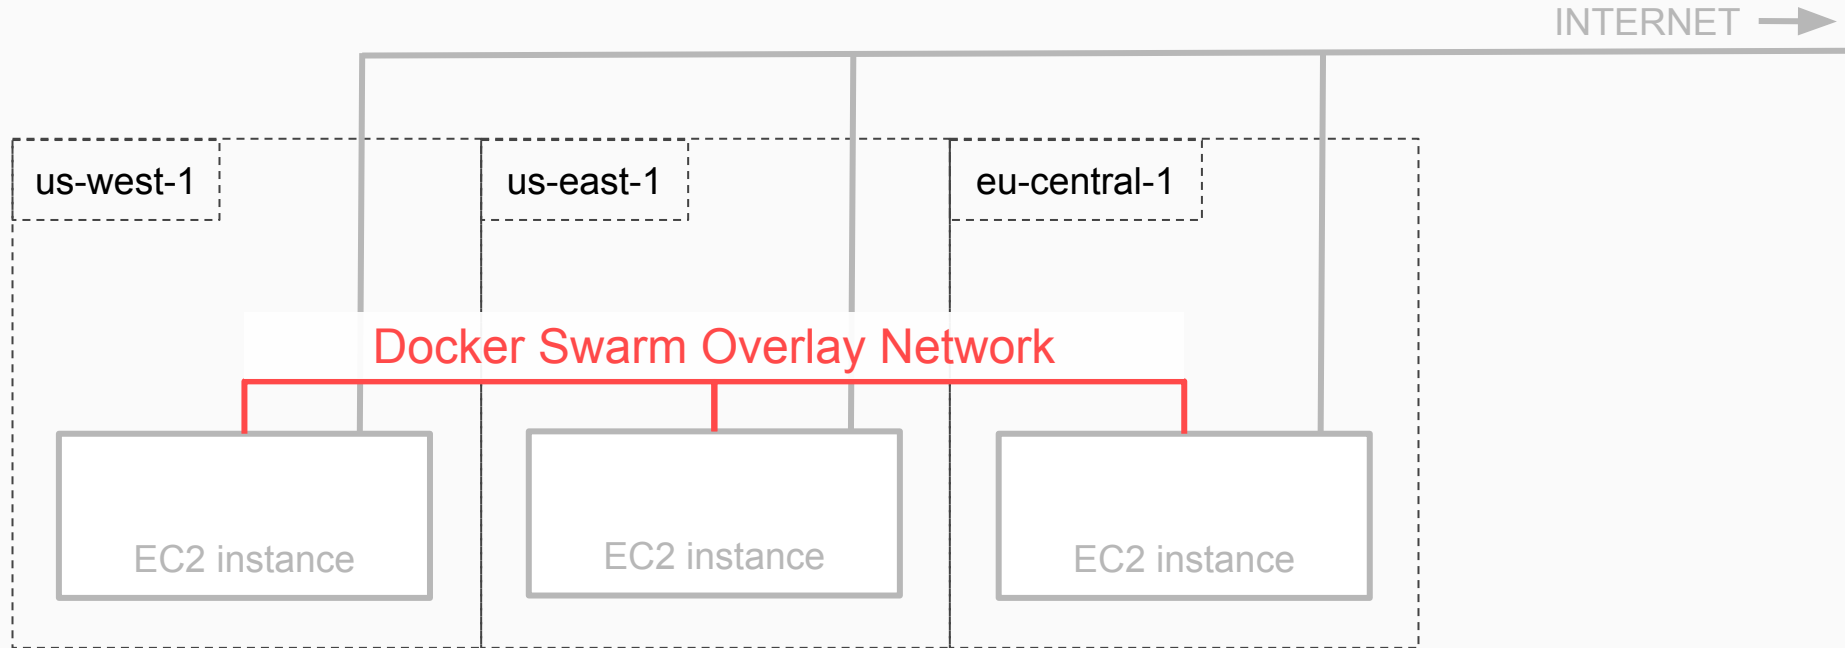 INTERNET
us-west-1
us-east-1
eu-central-1
Docker Swarm Overlay Network
EC2 instance
EC2 instance
EC2 instance